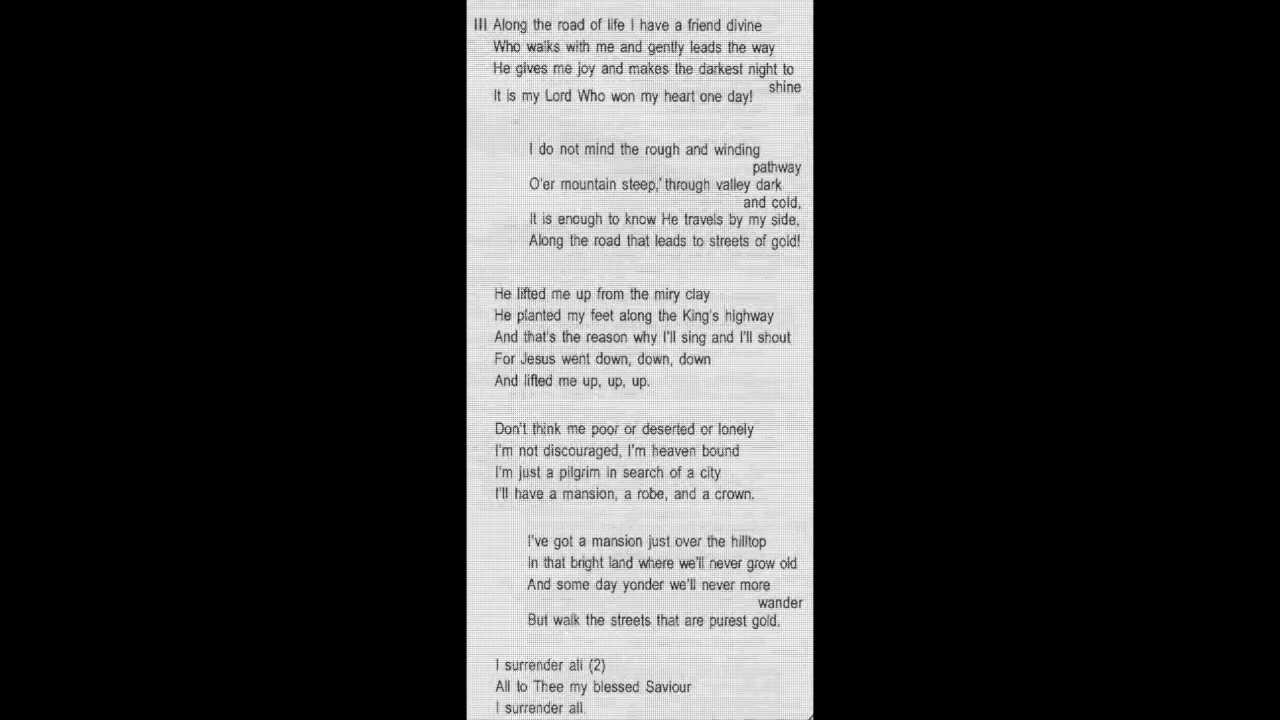 III Along the road of life I have a friend divine
Who walks with me and gently leads the way
He gives me joy and makes the darkest night to
shine
It is my Lord Who won my heart one day!
I do not mind the rough and winding
pathway
O'er mountain steep,'through valley dark
and cold,
It is enough to know He travels by my side,
Along the road that leads to streets of gold!
He lifted me up from the miry clay
He planted my feet along the King's highway
And that's the reason why I'll sing and I'll shout
For Jesus went down, down, down
And lifted me up, up, up.
Don't think me poor or deserted or lonely
I'm not discouraged, I'm heaven bound
I'm just a pilgrim in search of a city
I'll have a mansion, a robe, and a crown.
I've got a mansion just over the hilltop
In that bright land where we'll never grow old
And some day yonder we'll never more
wander
But walk the streets that are purest gold.
I surrender all (2)
All to Thee my blessed Saviour
I surrender all.